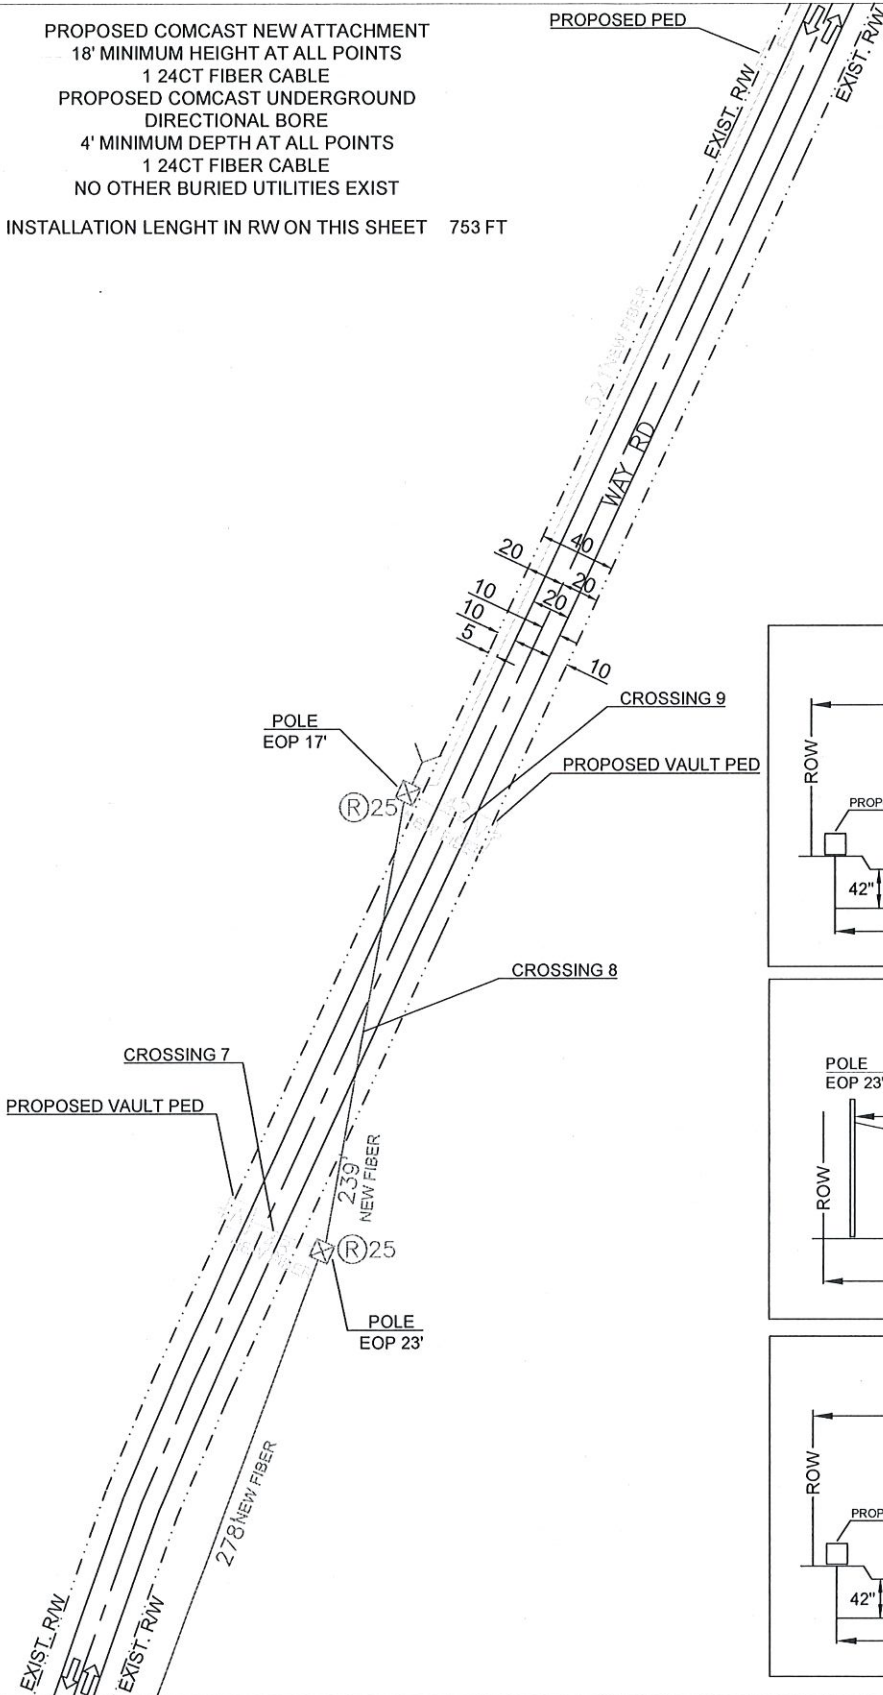 PROPOSED COMCAST NEW ATTACHMENT
18' MINIMUM HEIGHT AT ALL POINTS
1 24CT FIBER CABLE
PROPOSED COMCAST UNDERGROUND
DIRECTIONAL BORE
4' MINIMUM DEPTH AT ALL POINTS
1 24CT FIBER CABLE
NO OTHER BURIED UTILITIES EXIST
INSTALLATION LENGHT IN RW ON THIS SHEET 753 FT
PROPOSED PED
EXIST. R/W
EXIST. R/W
521' NEW FIBER
WAY RD
20
40
20
10
20
10
5
10
CROSSING 9
POLE
EOP 17'
PROPOSED VAULT PED
R 25
ROW
PROP
42"
CROSSING 8
CROSSING 7
PROPOSED VAULT PED
239'
NEW FIBER
R 25
POLE
EOP 23'
POLE
EOP 23'
ROW
278 NEW FIBER
ROW
PROP
42"
EXIST. R/W
EXIST. R/W